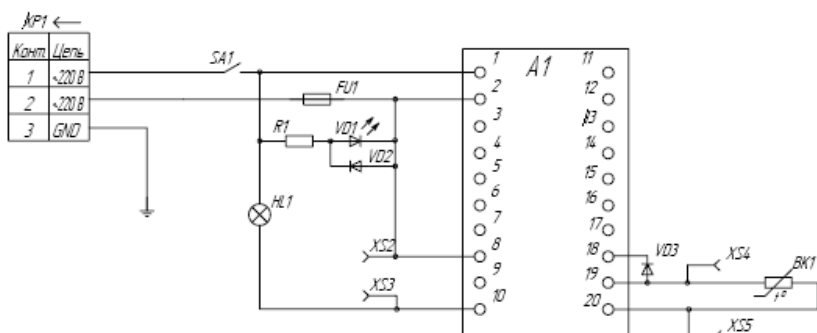 XP1
Конт. Цепь
1 ~220 В
2 ~220 В
3 GND
SA1
FU1
R1
VD1
VD2
HL1
XS2
XS3
A1
1
2
3
4
5
6
7
8
9
10
11
12
13
14
15
16
17
18
19
20
VD3
XS4
BK1
t°
XS5